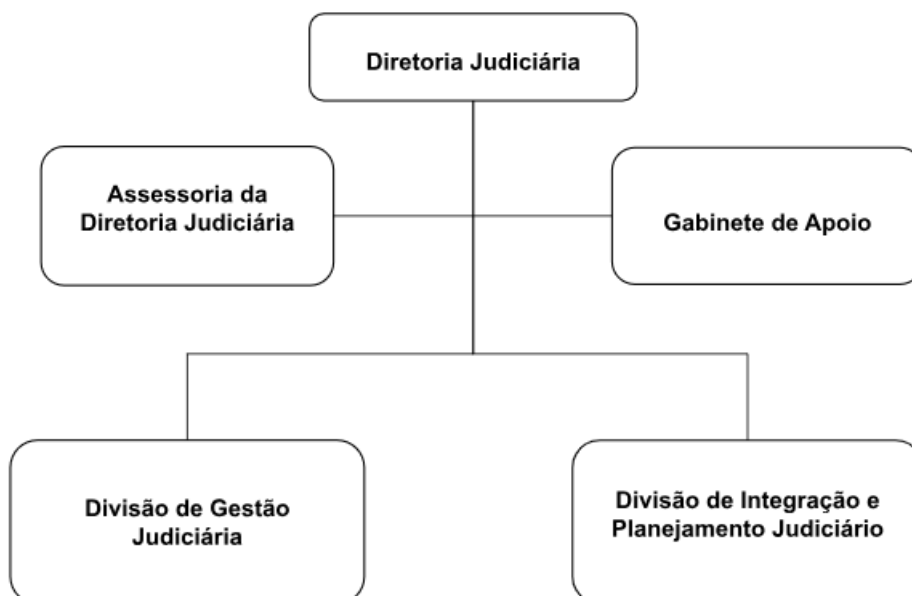 Diretoria Judiciária
Assessoria da
Diretoria Judiciária
Gabinete de Apoio
Divisão de Gestão
Judiciária
Divisão de Integração e
Planejamento Judiciário